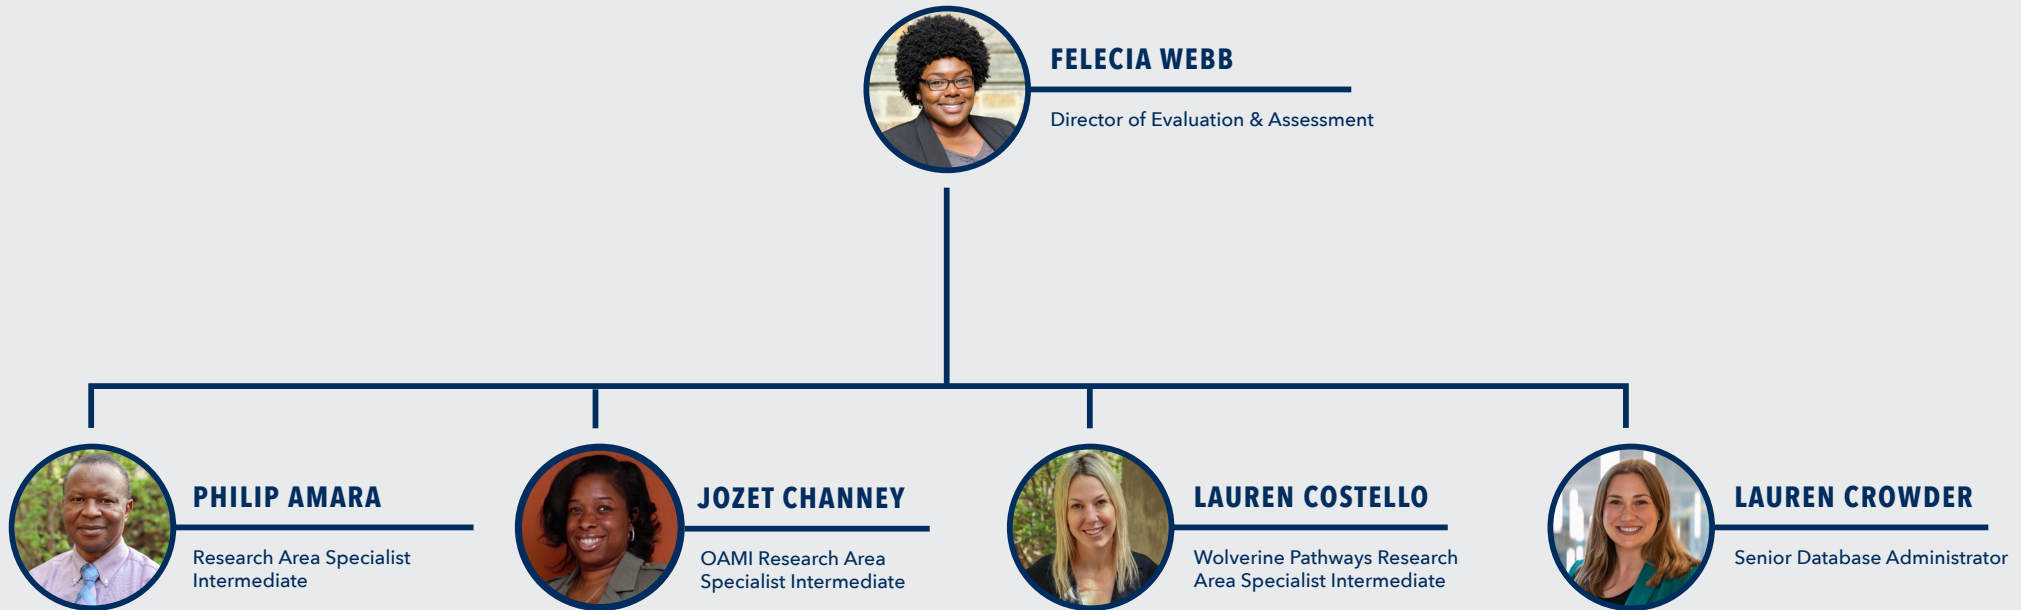 FELECIA WEBB
Director of Evaluation & Assessment
PHILIP AMARA
Research Area Specialist
Intermediate
JOZET CHANNEY
OAMI Research Area
Specialist Intermediate
LAUREN COSTELLO
Wolverine Pathways Research
Area Specialist Intermediate
LAUREN CROWDER
Senior Database Administrator